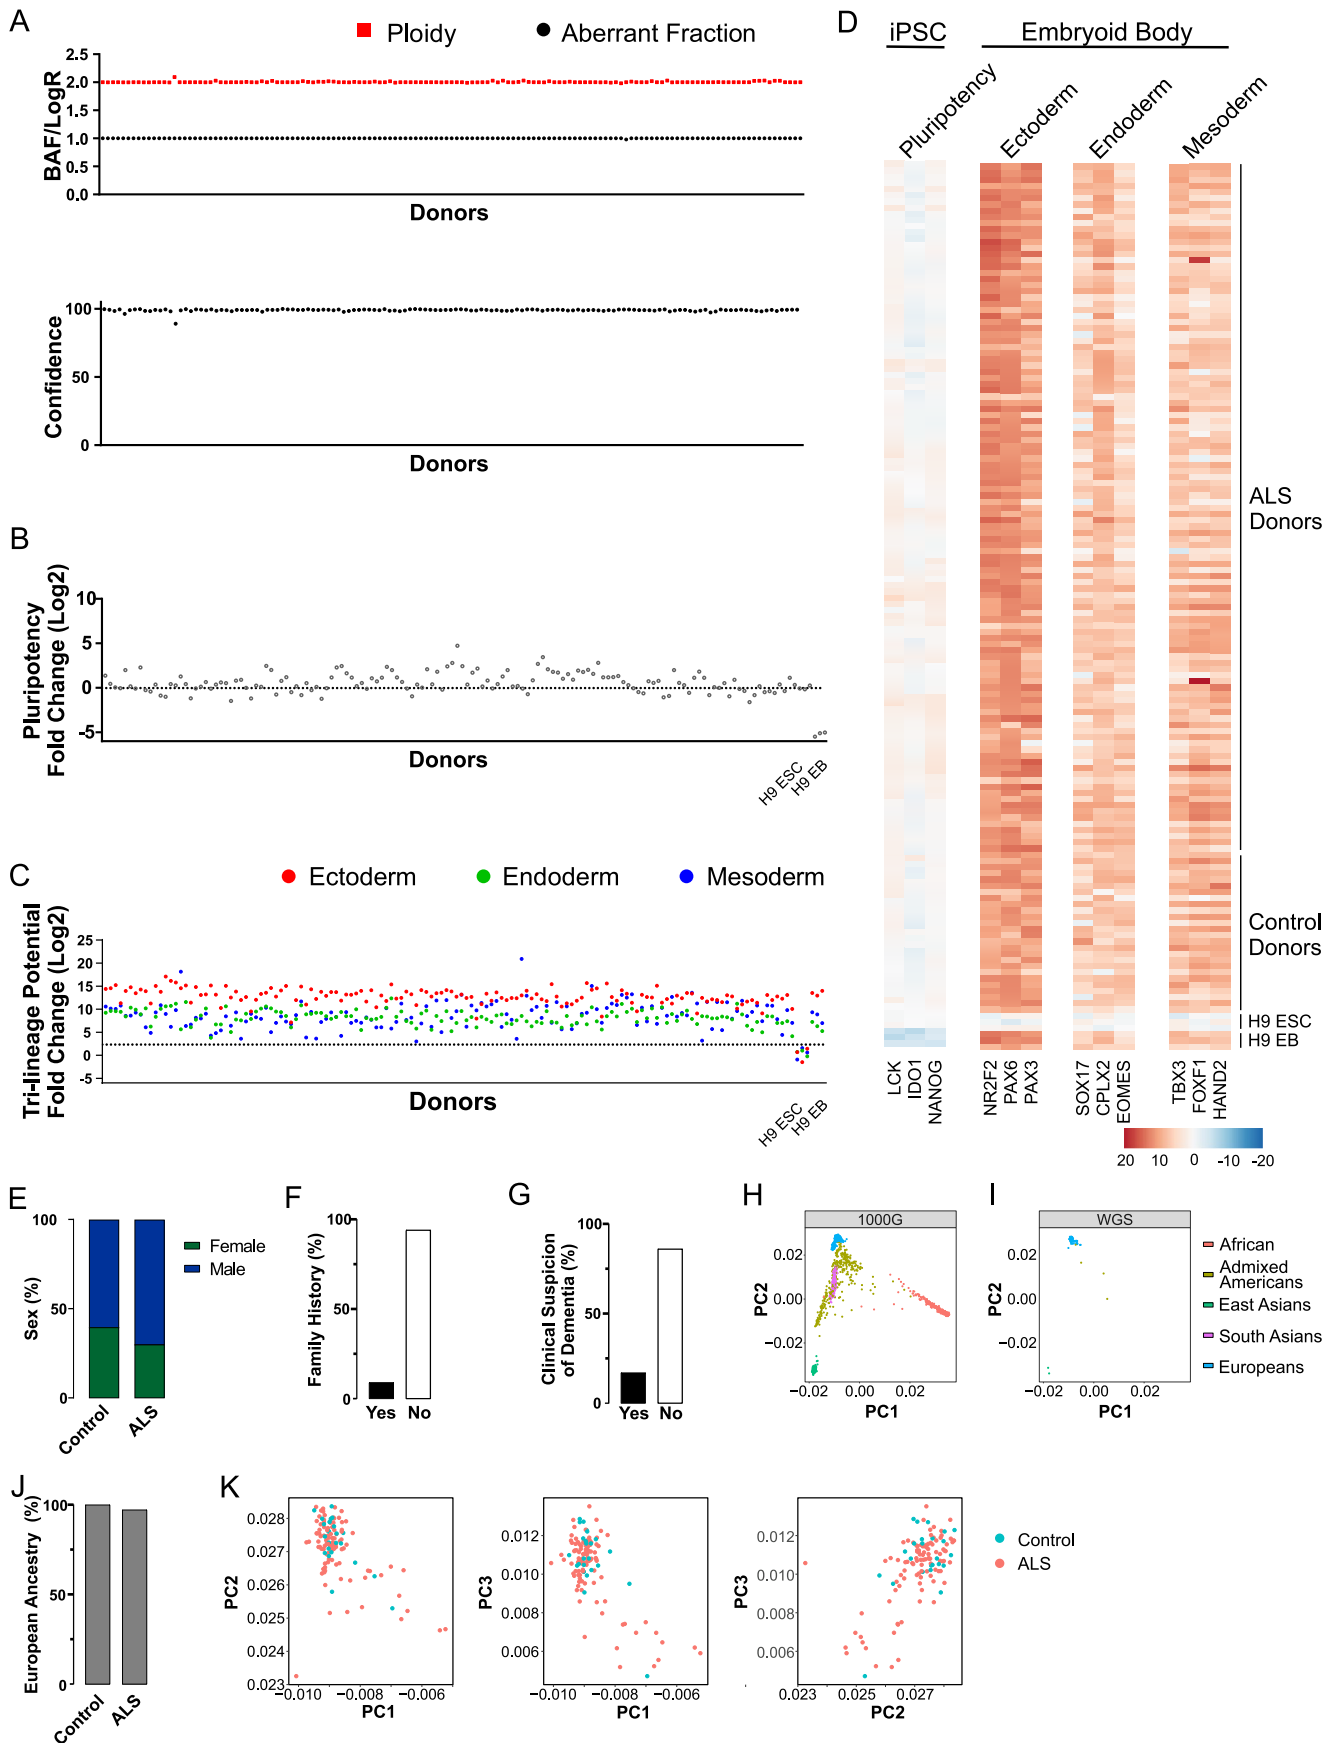 A
Ploidy
Aberrant Fraction
BAF/LogR
2.5
2.0
1.5
1.0
0.5
0.0
Donors
Confidence
100
50
0
Donors
B
Pluripotency
Fold Change (Log2)
10
5
0
-5
Donors
H9 ESC
H9 EB
C
Ectoderm
Endoderm
Mesoderm
Tri-lineage Potential
Fold Change (Log2)
25
20
15
10
5
0
-5
Donors
H9 ESC
H9 EB
D
iPSC
Embryoid Body
Pluripotency
Ectoderm
Endoderm
Mesoderm
ALS
Donors
Control
Donors
H9 ESC
H9 EB
LCK
IDO1
NANOG
NR2F2
PAX6
PAX3
SOX17
CPLX2
EOMES
TBX3
FOXF1
HAND2
20 10 0 -10 -20
E
Sex (%)
100
50
0
Control
ALS
Female
Male
F
Family History (%)
100
50
0
Yes No
G
Clinical Suspicion
of Dementia (%)
100
50
0
Yes No
H
1000G
PC2
0.02
0.00
−0.02
−0.02 0.00 0.02
PC1
I
WGS
0.02
0.00
−0.02
−0.02 0.00 0.02
PC1
African
Admixed
Americans
East Asians
South Asians
Europeans
J
European Ancestry (%)
100
50
0
Control
ALS
K
PC2
0.028
0.027
0.026
0.025
0.024
0.023
−0.010 −0.008 −0.006
PC1
PC3
0.012
0.010
0.008
0.006
−0.010 −0.008 −0.006
PC1
PC3
0.012
0.010
0.008
0.006
0.023 0.025 0.027
PC2
Control
ALS